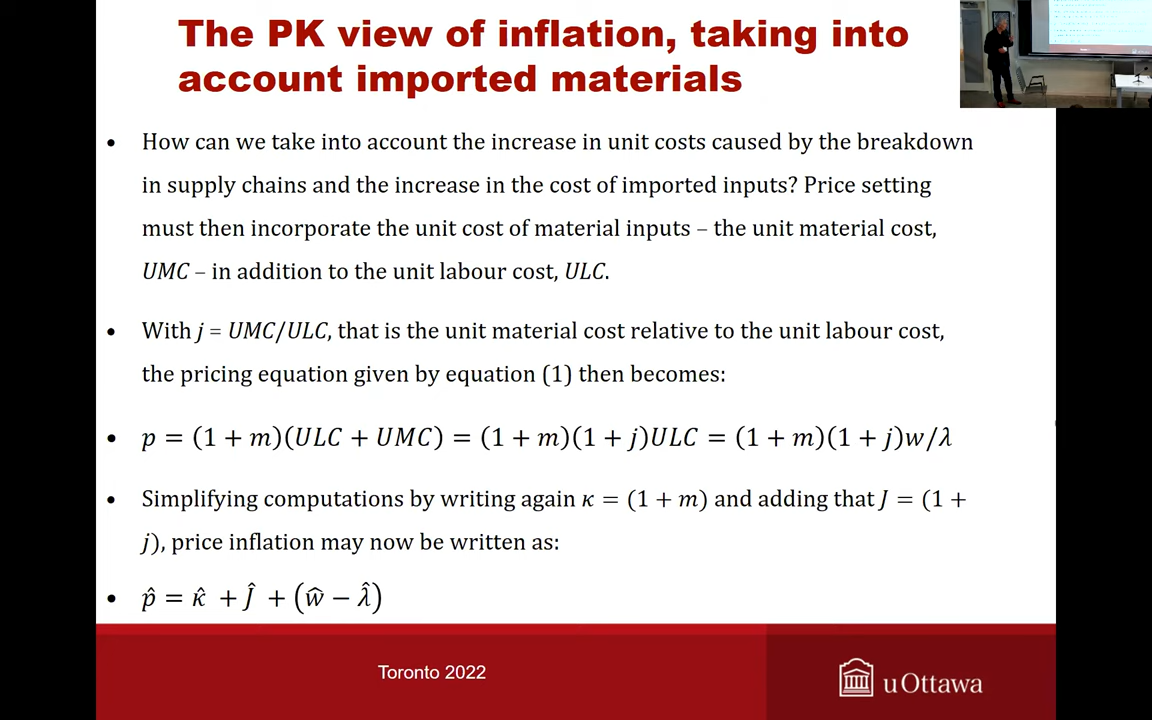 The PK view of inflation, taking into
account imported materials
• How can we take into account the increase in unit costs caused by the breakdown
in supply chains and the increase in the cost of imported inputs? Price setting
must then incorporate the unit cost of material inputs – the unit material cost,
UMC – in addition to the unit labour cost, ULC.
• With j = UMC/ULC, that is the unit material cost relative to the unit labour cost,
the pricing equation given by equation (1) then becomes:
• p = (1 + m)(ULC + UMC) = (1 + m)(1 + j)ULC = (1 + m)(1 + j)w/λ
• Simplifying computations by writing again κ = (1 + m) and adding that J = (1 +
j), price inflation may now be written as:
• p̂ = κ̂ + Ĵ + (ŵ − λ̂)
Toronto 2022
uOttawa